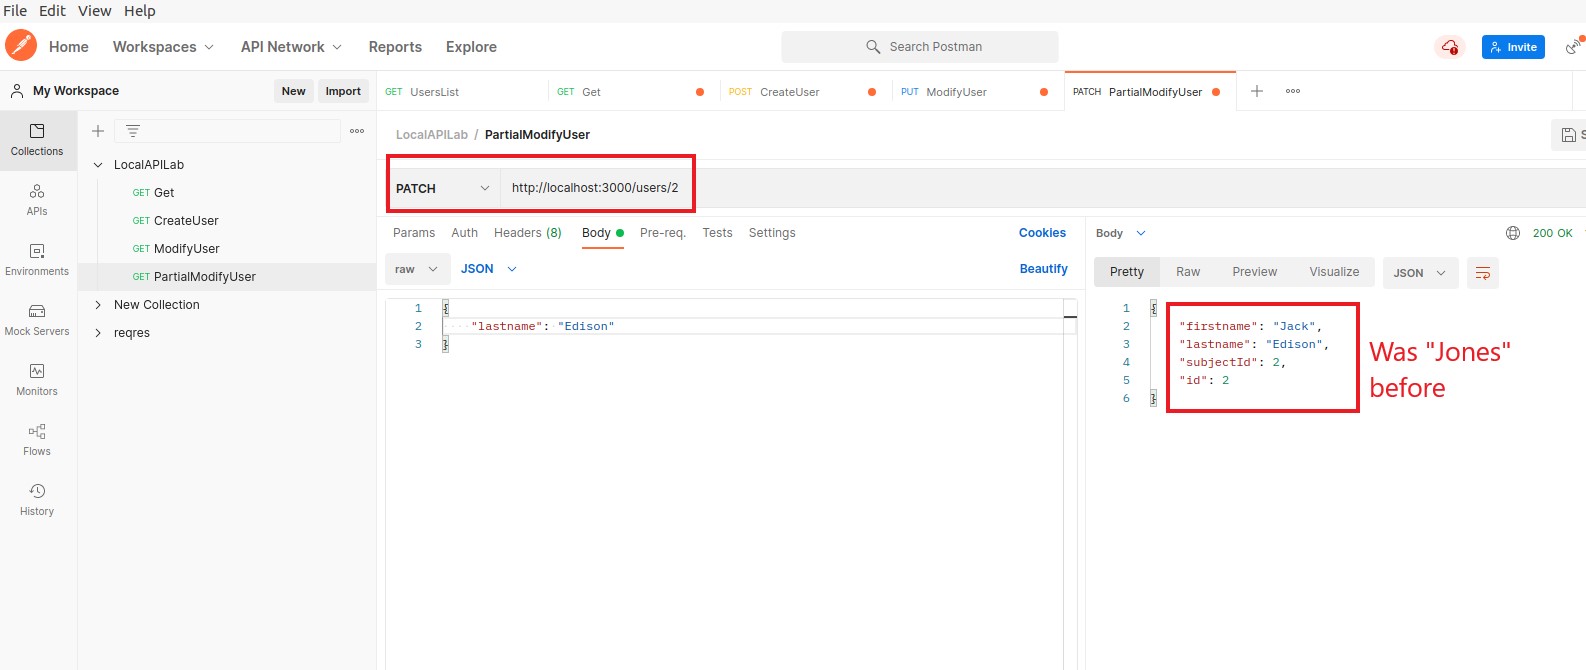 File Edit View Help
Home Workspaces API Network Reports Explore Search Postman Invite
My Workspace New Import GET UsersList GET Get POST CreateUser PUT ModifyUser PATCH PartialModifyUser
Collections
APIs
Environments
Mock Servers
Monitors
Flows
History
LocalAPILab
GET Get
GET CreateUser
GET ModifyUser
GET PartialModifyUser
New Collection
reqres
LocalAPILab / PartialModifyUser
PATCH http://localhost:3000/users/2
Params Auth Headers (8) Body Pre-req. Tests Settings Cookies
raw JSON Beautify
1 {
2 "lastname": "Edison"
3 }
Body 200 OK
Pretty Raw Preview Visualize JSON
1 {
2 "firstname": "Jack",
3 "lastname": "Edison",
4 "subjectId": 2,
5 "id": 2
6 }
Was "Jones"
before